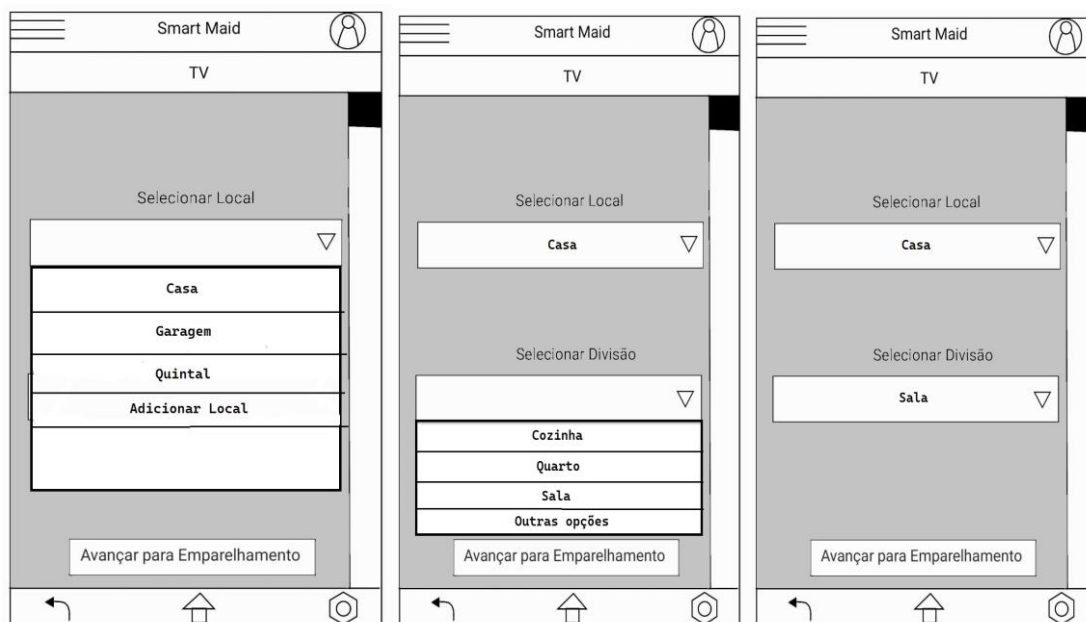 Smart Maid
TV
Selecionar Local
Casa
Garagem
Quintal
Adicionar Local
Avançar para Emparelhamento
Smart Maid
TV
Selecionar Local
Casa
Selecionar Divisão
Cozinha
Quarto
Sala
Outras opções
Avançar para Emparelhamento
Smart Maid
TV
Selecionar Local
Casa
Selecionar Divisão
Sala
Avançar para Emparelhamento